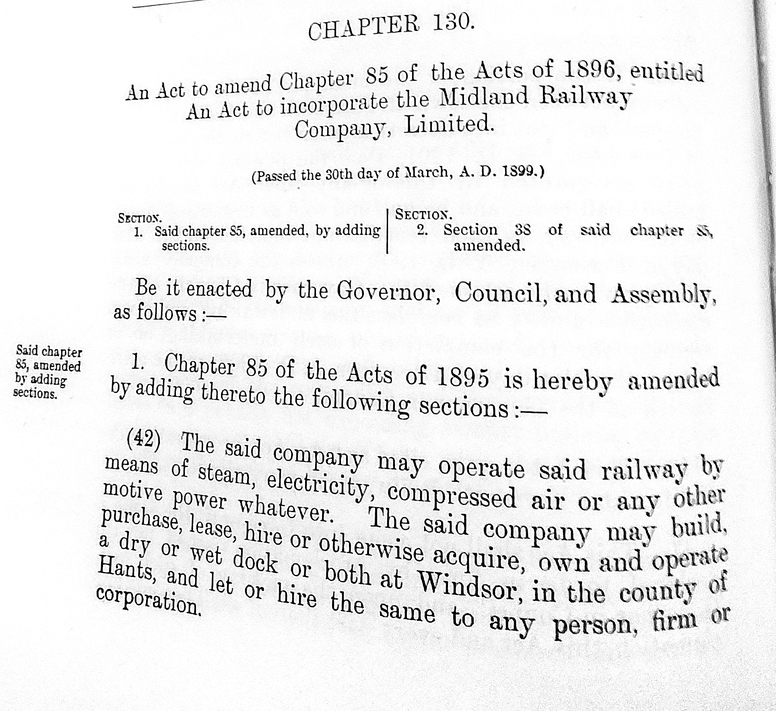 CHAPTER 130.
An Act to amend Chapter 85 of the Acts of 1896, entitled
An Act to incorporate the Midland Railway
Company, Limited.
(Passed the 30th day of March, A. D. 1899.)
SECTION.
1. Said chapter 85, amended, by adding
sections.
SECTION.
2. Section 38 of said chapter 85,
amended.
Be it enacted by the Governor, Council, and Assembly,
as follows :—
Said chapter
85, amended
by adding
sections.
1. Chapter 85 of the Acts of 1895 is hereby amended
by adding thereto the following sections :—
(42) The said company may operate said railway by
means of steam, electricity, compressed air or any other
motive power whatever. The said company may build,
purchase, lease, hire or otherwise acquire, own and operate
a dry or wet dock or both at Windsor, in the county of
Hants, and let or hire the same to any person, firm or
corporation.